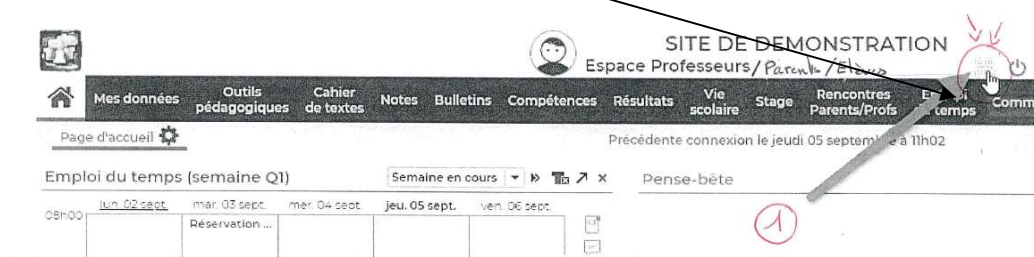 SITE DE DEMONSTRATION
Espace Professeurs / Parents / Elèves
Mes données Outils pédagogiques Cahier de textes Notes Bulletins Compétences Résultats Vie scolaire Stage Rencontres Parents/Profs
Page d'accueil Précédente connexion le jeudi 05 septembre à 11h02
Emploi du temps (semaine Q1) Semaine en cours Pense-bête
lun. 02 sept. mar. 03 sept. mer. 04 sept. jeu. 05 sept. ven. 06 sept.
08h00 Réservation ...
1